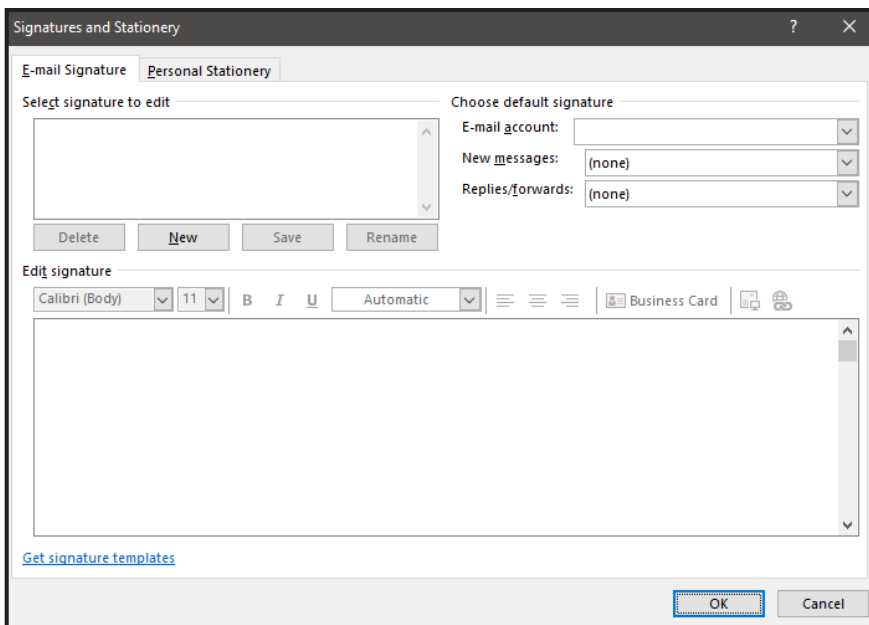 Signatures and Stationery ? X
E-mail Signature Personal Stationery
Select signature to edit
Choose default signature
E-mail account:
New messages: (none)
Replies/forwards: (none)
Delete New Save Rename
Edit signature
Calibri (Body) 11 B I U Automatic Business Card
Get signature templates
OK Cancel